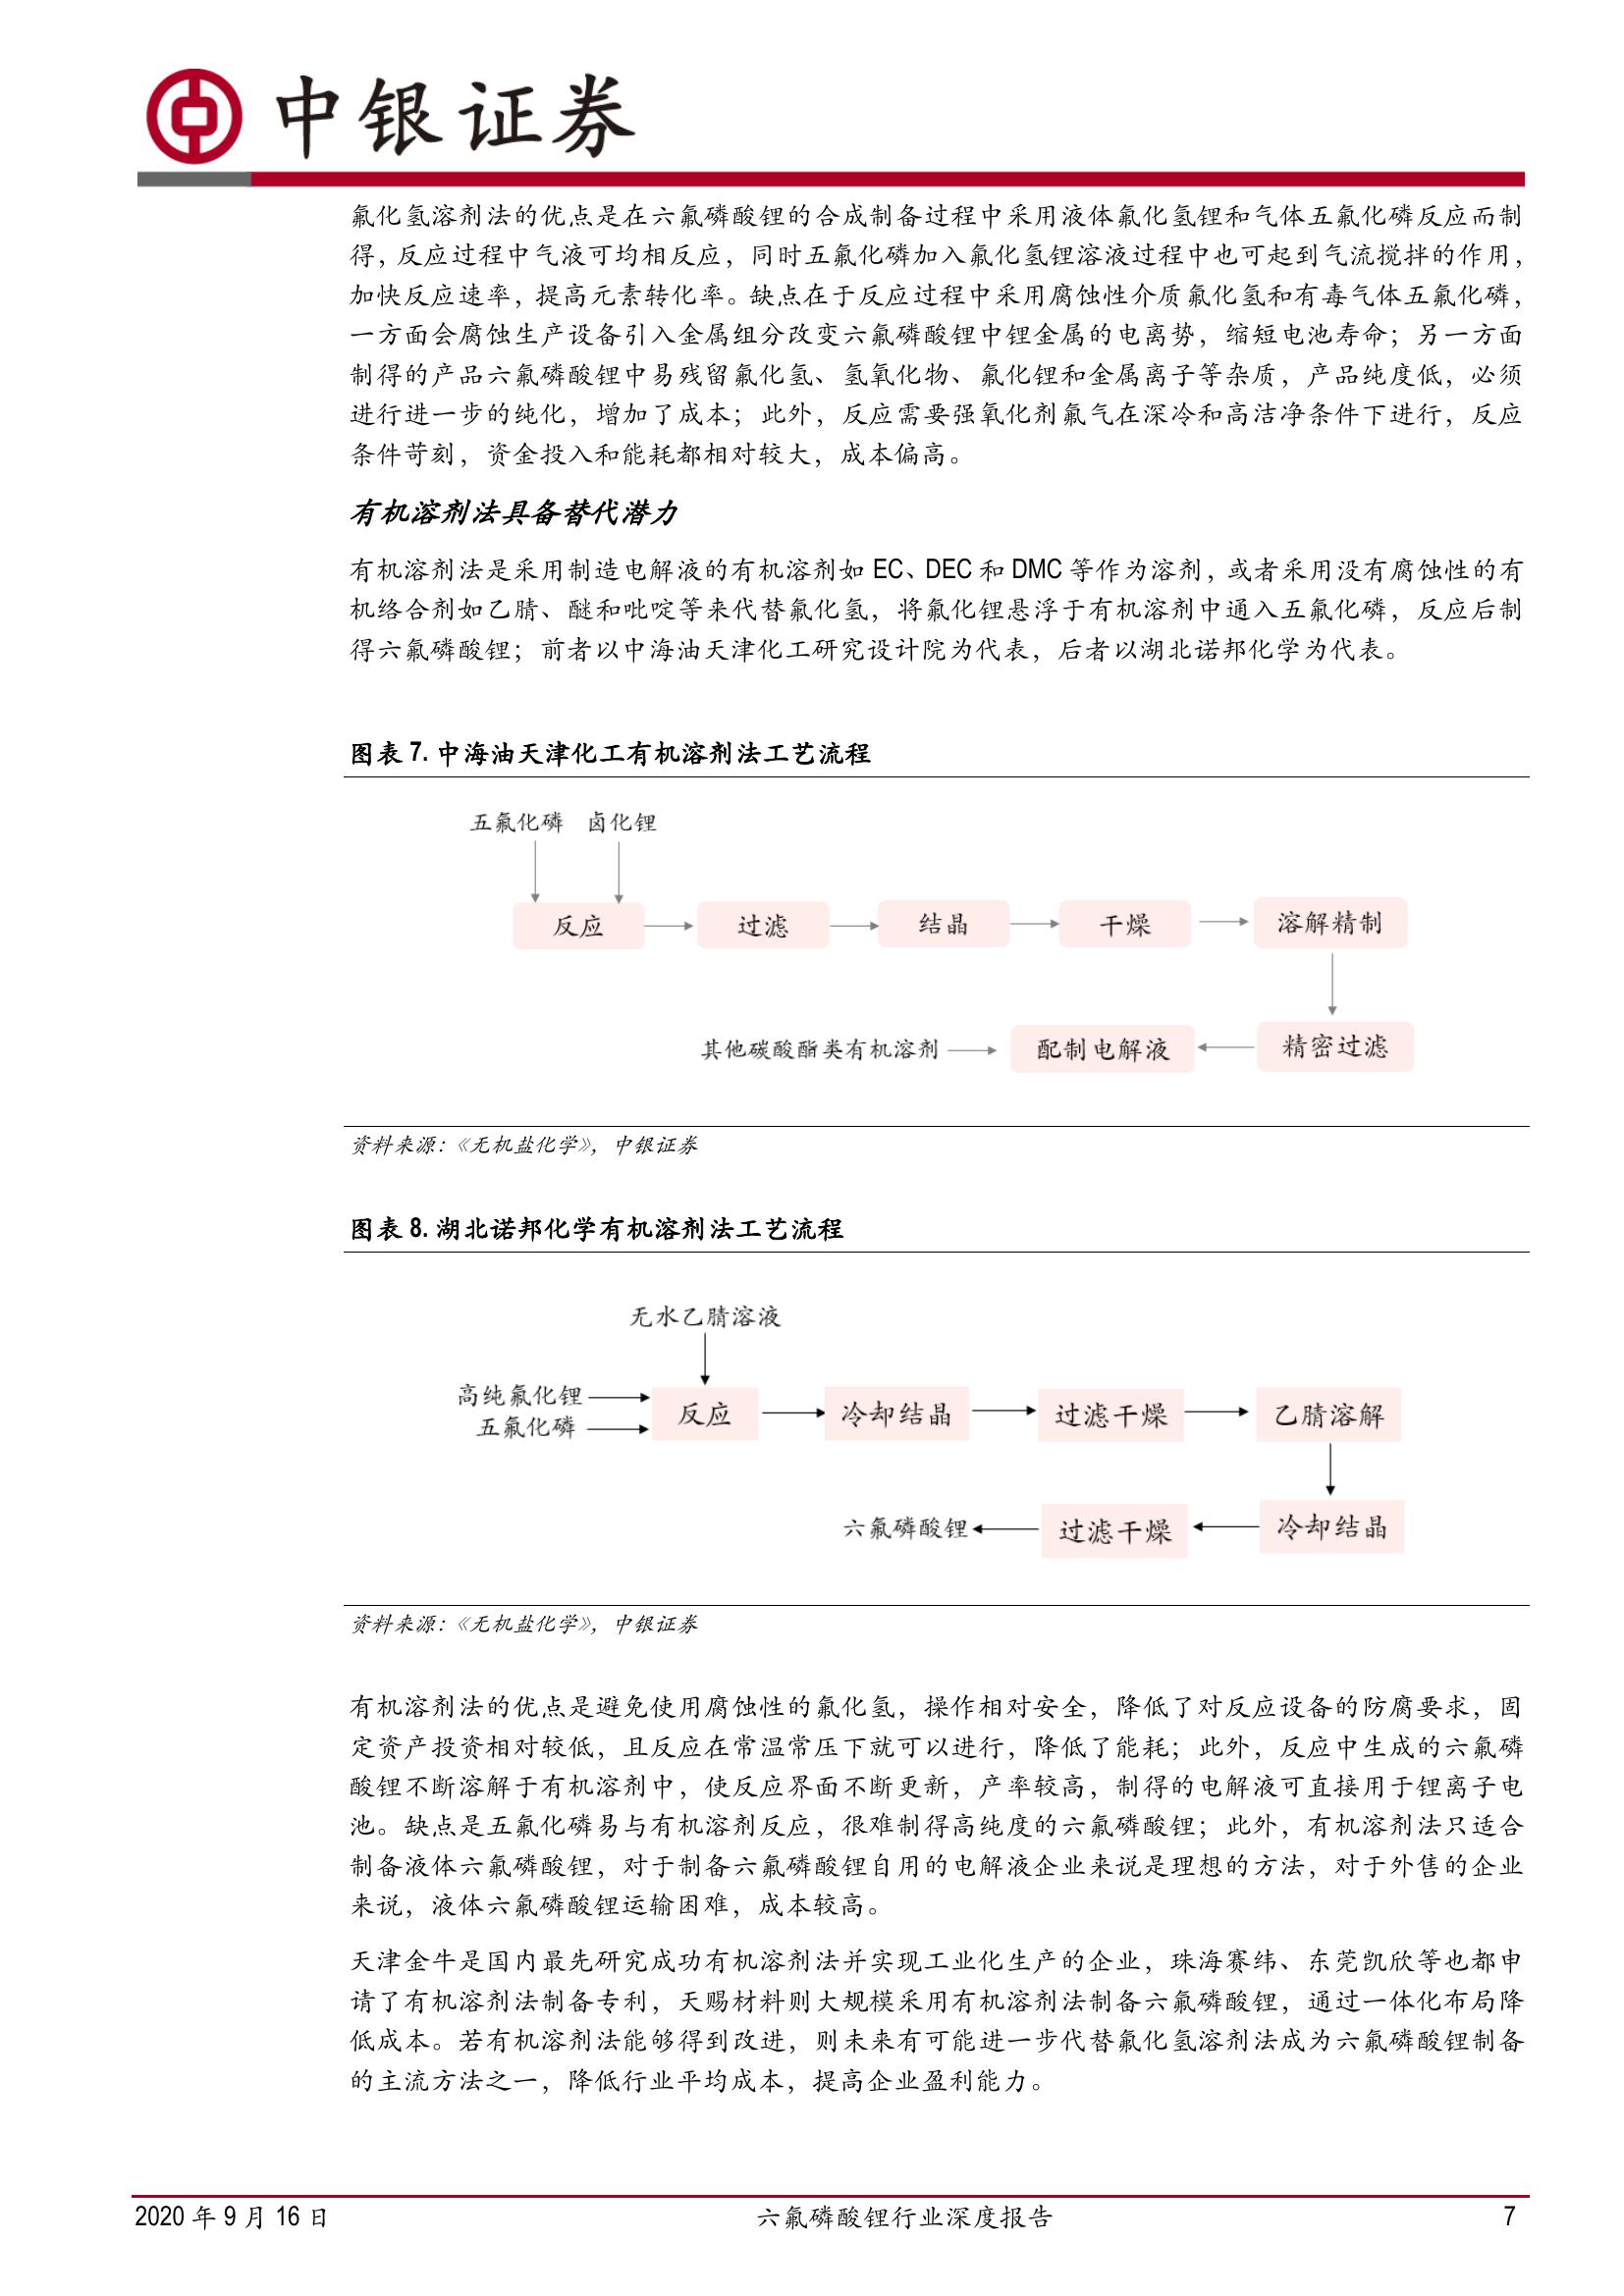 中银证券
氟化氢溶剂法的优点是在六氟磷酸锂的合成制备过程中采用液体氟化氢锂和气体五氟化磷反应而制
得，反应过程中气液可均相反应，同时五氟化磷加入氟化氢锂溶液过程中也可起到气流搅拌的作用，
加快反应速率，提高元素转化率。缺点在于反应过程中采用腐蚀性介质氟化氢和有毒气体五氟化磷，
一方面会腐蚀生产设备引入金属组分改变六氟磷酸锂中锂金属的电离势，缩短电池寿命；另一方面
制得的产品六氟磷酸锂中易残留氟化氢、氢氧化物、氟化锂和金属离子等杂质，产品纯度低，必须
进行进一步的纯化，增加了成本；此外，反应需要强氧化剂氟气在深冷和高洁净条件下进行，反应
条件苛刻，资金投入和能耗都相对较大，成本偏高。
有机溶剂法具备替代潜力
有机溶剂法是采用制造电解液的有机溶剂如 EC、DEC 和 DMC 等作为溶剂，或者采用没有腐蚀性的有
机络合剂如乙腈、醚和吡啶等来代替氟化氢，将氟化锂悬浮于有机溶剂中通入五氟化磷，反应后制
得六氟磷酸锂；前者以中海油天津化工研究设计院为代表，后者以湖北诺邦化学为代表。
图表 7. 中海油天津化工有机溶剂法工艺流程
五氟化磷 卤化锂
反应 过滤 结晶 干燥 溶解精制
其他碳酸酯类有机溶剂 配制电解液 精密过滤
资料来源：《无机盐化学》，中银证券
图表 8. 湖北诺邦化学有机溶剂法工艺流程
无水乙腈溶液
高纯氟化锂
五氟化磷
反应 冷却结晶 过滤干燥 乙腈溶解
六氟磷酸锂 过滤干燥 冷却结晶
资料来源：《无机盐化学》，中银证券
有机溶剂法的优点是避免使用腐蚀性的氟化氢，操作相对安全，降低了对反应设备的防腐要求，固
定资产投资相对较低，且反应在常温常压下就可以进行，降低了能耗；此外，反应中生成的六氟磷
酸锂不断溶解于有机溶剂中，使反应界面不断更新，产率较高，制得的电解液可直接用于锂离子电
池。缺点是五氟化磷易与有机溶剂反应，很难制得高纯度的六氟磷酸锂；此外，有机溶剂法只适合
制备液体六氟磷酸锂，对于制备六氟磷酸锂自用的电解液企业来说是理想的方法，对于外售的企业
来说，液体六氟磷酸锂运输困难，成本较高。
天津金牛是国内最先研究成功有机溶剂法并实现工业化生产的企业，珠海赛纬、东莞凯欣等也都申
请了有机溶剂法制备专利，天赐材料则大规模采用有机溶剂法制备六氟磷酸锂，通过一体化布局降
低成本。若有机溶剂法能够得到改进，则未来有可能进一步代替氟化氢溶剂法成为六氟磷酸锂制备
的主流方法之一，降低行业平均成本，提高企业盈利能力。
2020 年 9 月 16 日 六氟磷酸锂行业深度报告 7